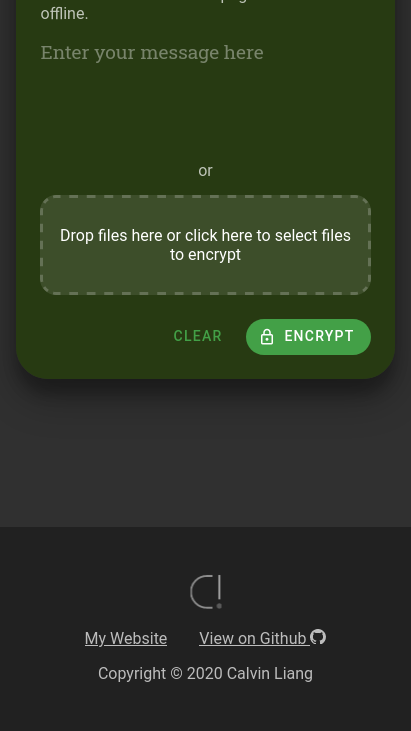 offline.
Enter your message here
or
Drop files here or click here to select files
to encrypt
CLEAR
ENCRYPT
C!
My Website
View on Github
Copyright © 2020 Calvin Liang